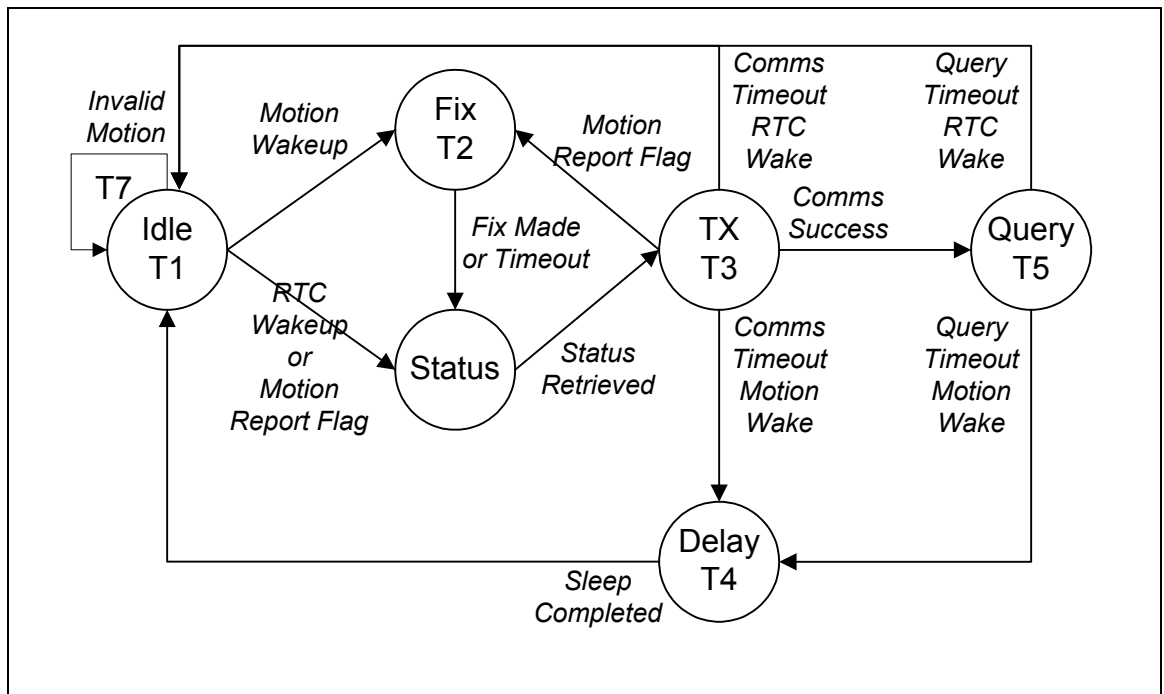 Invalid
Motion
T7
Idle
T1
Motion
Wakeup
Fix
T2
Motion
Report Flag
Comms
Timeout
RTC
Wake
Query
Timeout
RTC
Wake
Fix Made
or Timeout
TX
T3
Comms
Success
Query
T5
RTC
Wakeup
or
Motion
Report Flag
Status
Status
Retrieved
Comms
Timeout
Motion
Wake
Query
Timeout
Motion
Wake
Delay
T4
Sleep
Completed